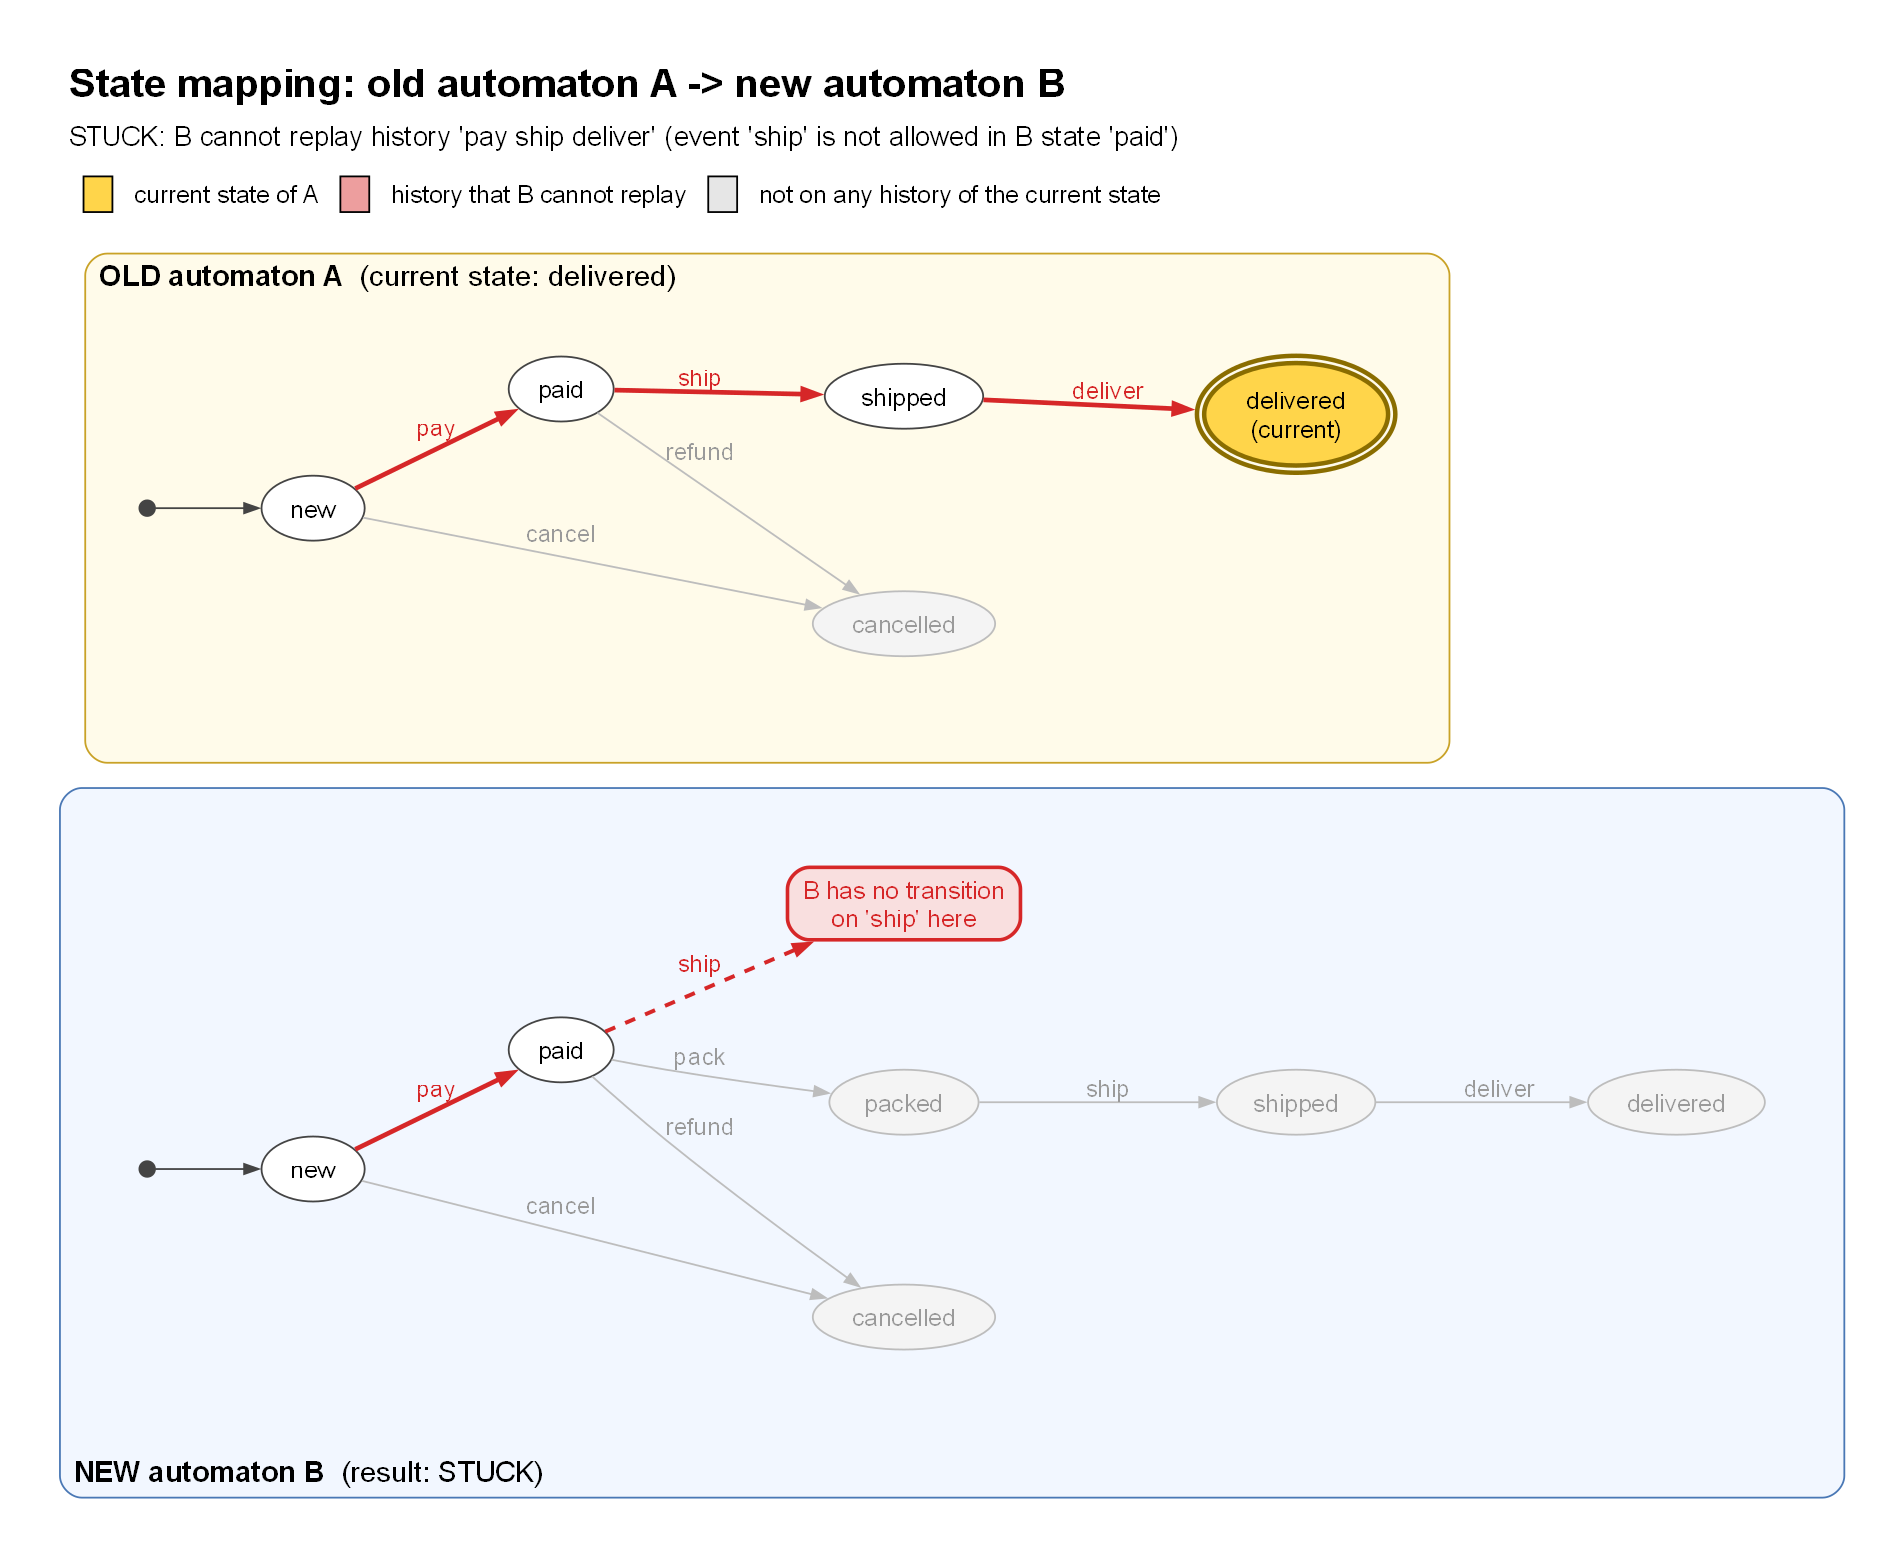 State mapping: old automaton A -> new automaton B
STUCK: B cannot replay history 'pay ship deliver' (event 'ship' is not allowed in B state 'paid')
current state of A
history that B cannot replay
not on any history of the current state
OLD automaton A (current state: delivered)
paid
ship
shipped
deliver
delivered
(current)
pay
refund
new
cancel
cancelled
B has no transition
on 'ship' here
ship
paid
pack
packed
ship
shipped
deliver
delivered
pay
refund
new
cancel
cancelled
NEW automaton B (result: STUCK)